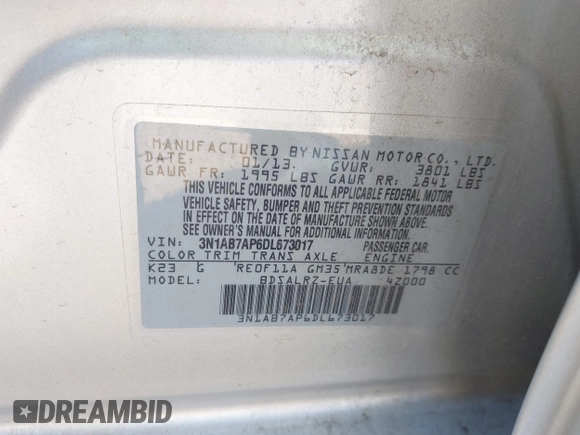 MANUFACTURED BY NISSAN MOTOR CO., LTD.
DATE: 01/13. GVWR: 3801 LBS
GAWR FR: 1995 LBS GAWR RR: 1841 LBS
THIS VEHICLE CONFORMS TO ALL APPLICABLE FEDERAL MOTOR
VEHICLE SAFETY, BUMPER AND THEFT PREVENTION STANDARDS
IN EFFECT ON THE DATE OF MANUFACTURE SHOWN ABOVE.
SEE OWNER'S MANUAL FOR ADDITIONAL INFORMATION
VIN: 3N1AB7AP6DL673017 PASSENGER CAR.
COLOR TRIM TRANS AXLE ENGINE
K23 G RE0F11A GM35 MRA8DE 1798 CC
MODEL: BDSALRZ-EUA 4Z000
3N1AB7AP6DL673017
DREAMBID